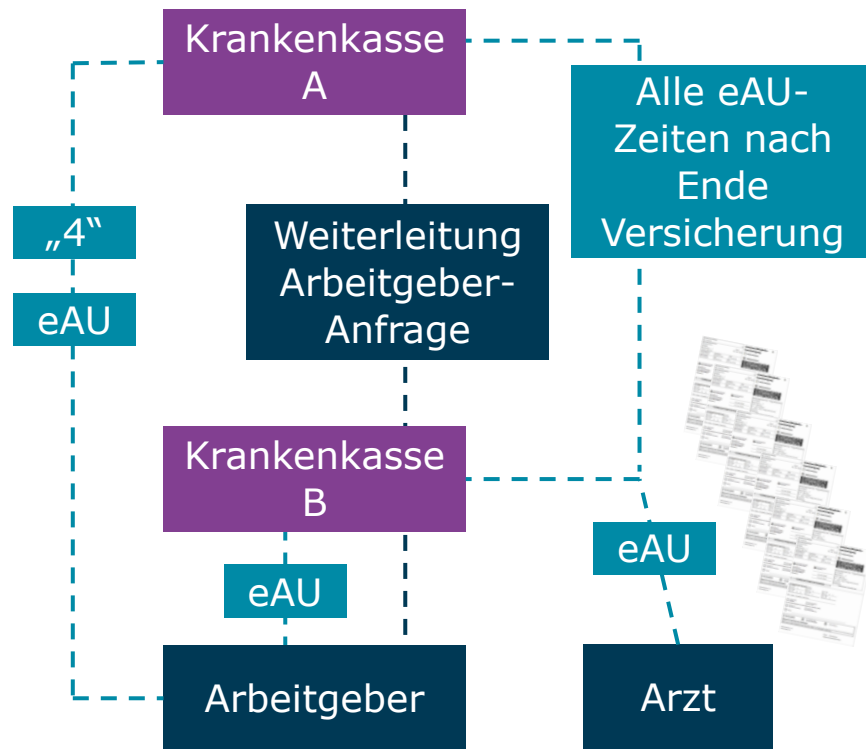 Krankenkasse
A
Alle eAU-
Zeiten nach
Ende
Versicherung
„4“
eAU
Weiterleitung
Arbeitgeber-
Anfrage
Krankenkasse
B
eAU
eAU
Arbeitgeber
Arzt